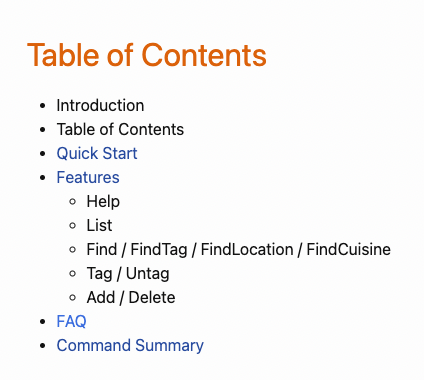 Table of Contents
Introduction
Table of Contents
Quick Start
Features
Help
List
Find / FindTag / FindLocation / FindCuisine
Tag / Untag
Add / Delete
FAQ
Command Summary